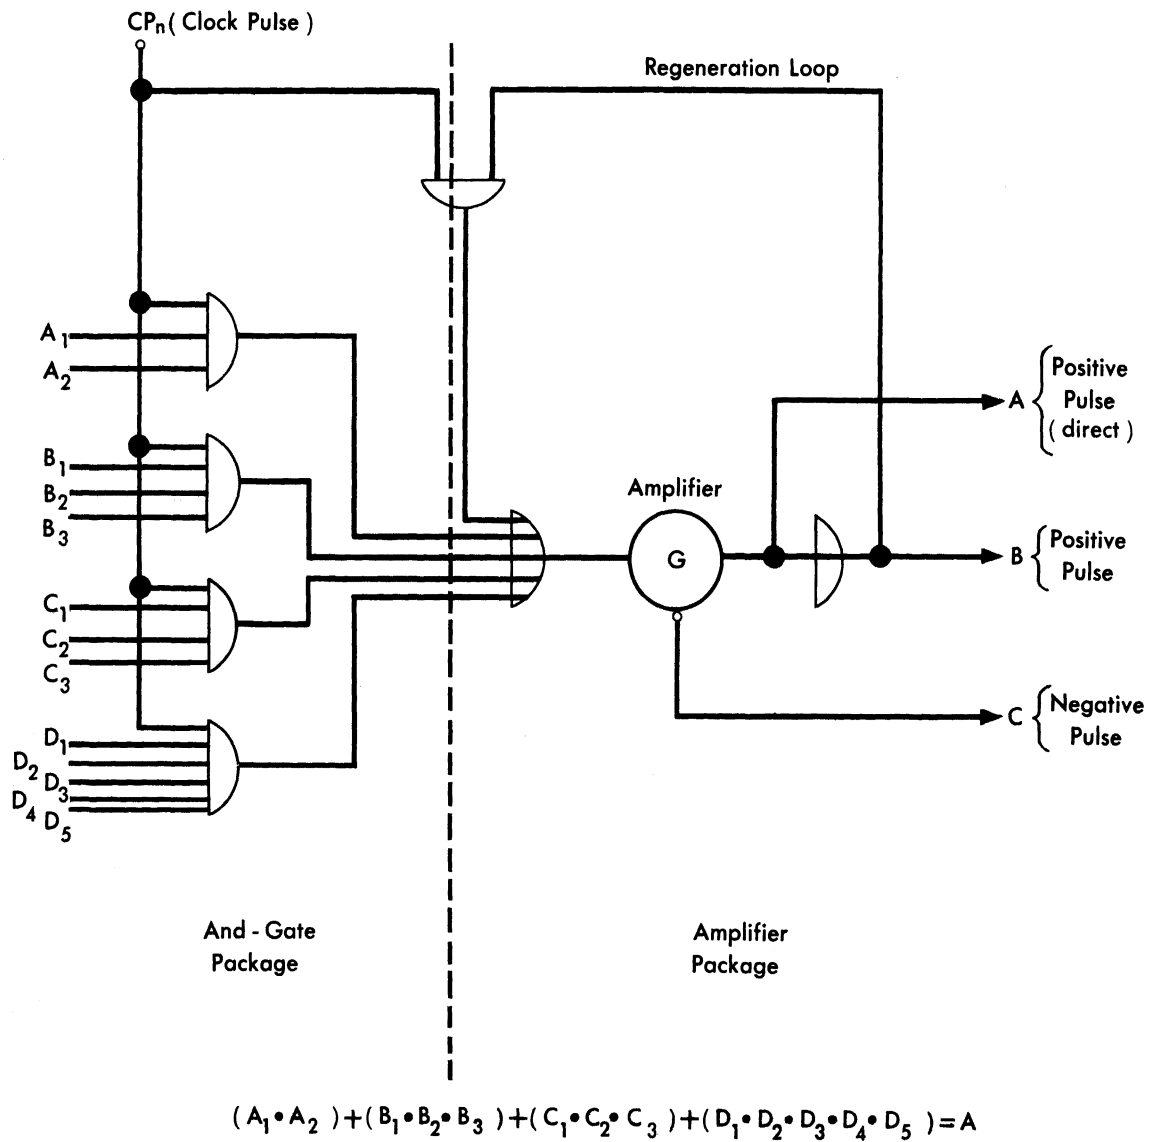 CPn ( Clock Pulse )
Regeneration Loop
A1
A2
B1
B2
B3
C1
C2
C3
D1
D2
D3
D4
D5
Amplifier
G
A
Positive
Pulse
( direct )
B
Positive
Pulse
C
Negative
Pulse
And - Gate
Package
Amplifier
Package
( A1 • A2 ) + ( B1 • B2 • B3 ) + ( C1 • C2 • C3 ) + ( D1 • D2 • D3 • D4 • D5 ) = A